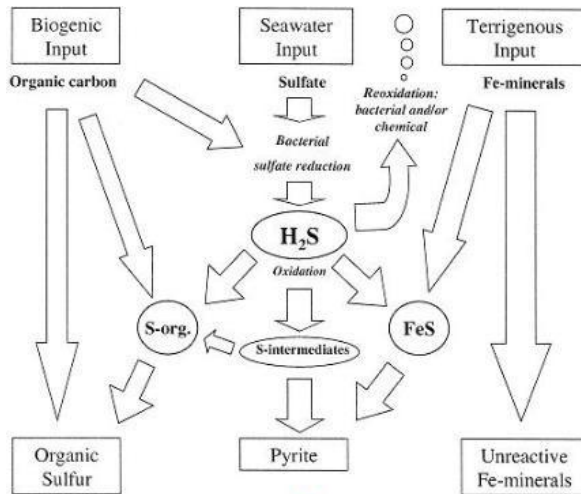 Biogenic
Input
Seawater
Input
Terrigenous
Input
Organic carbon
Sulfate
Fe-minerals
Reoxidation:
bacterial and/or
chemical
Bacterial
sulfate reduction
H₂S
Oxidation
S-org.
S-intermediates
FeS
Organic
Sulfur
Pyrite
Unreactive
Fe-minerals